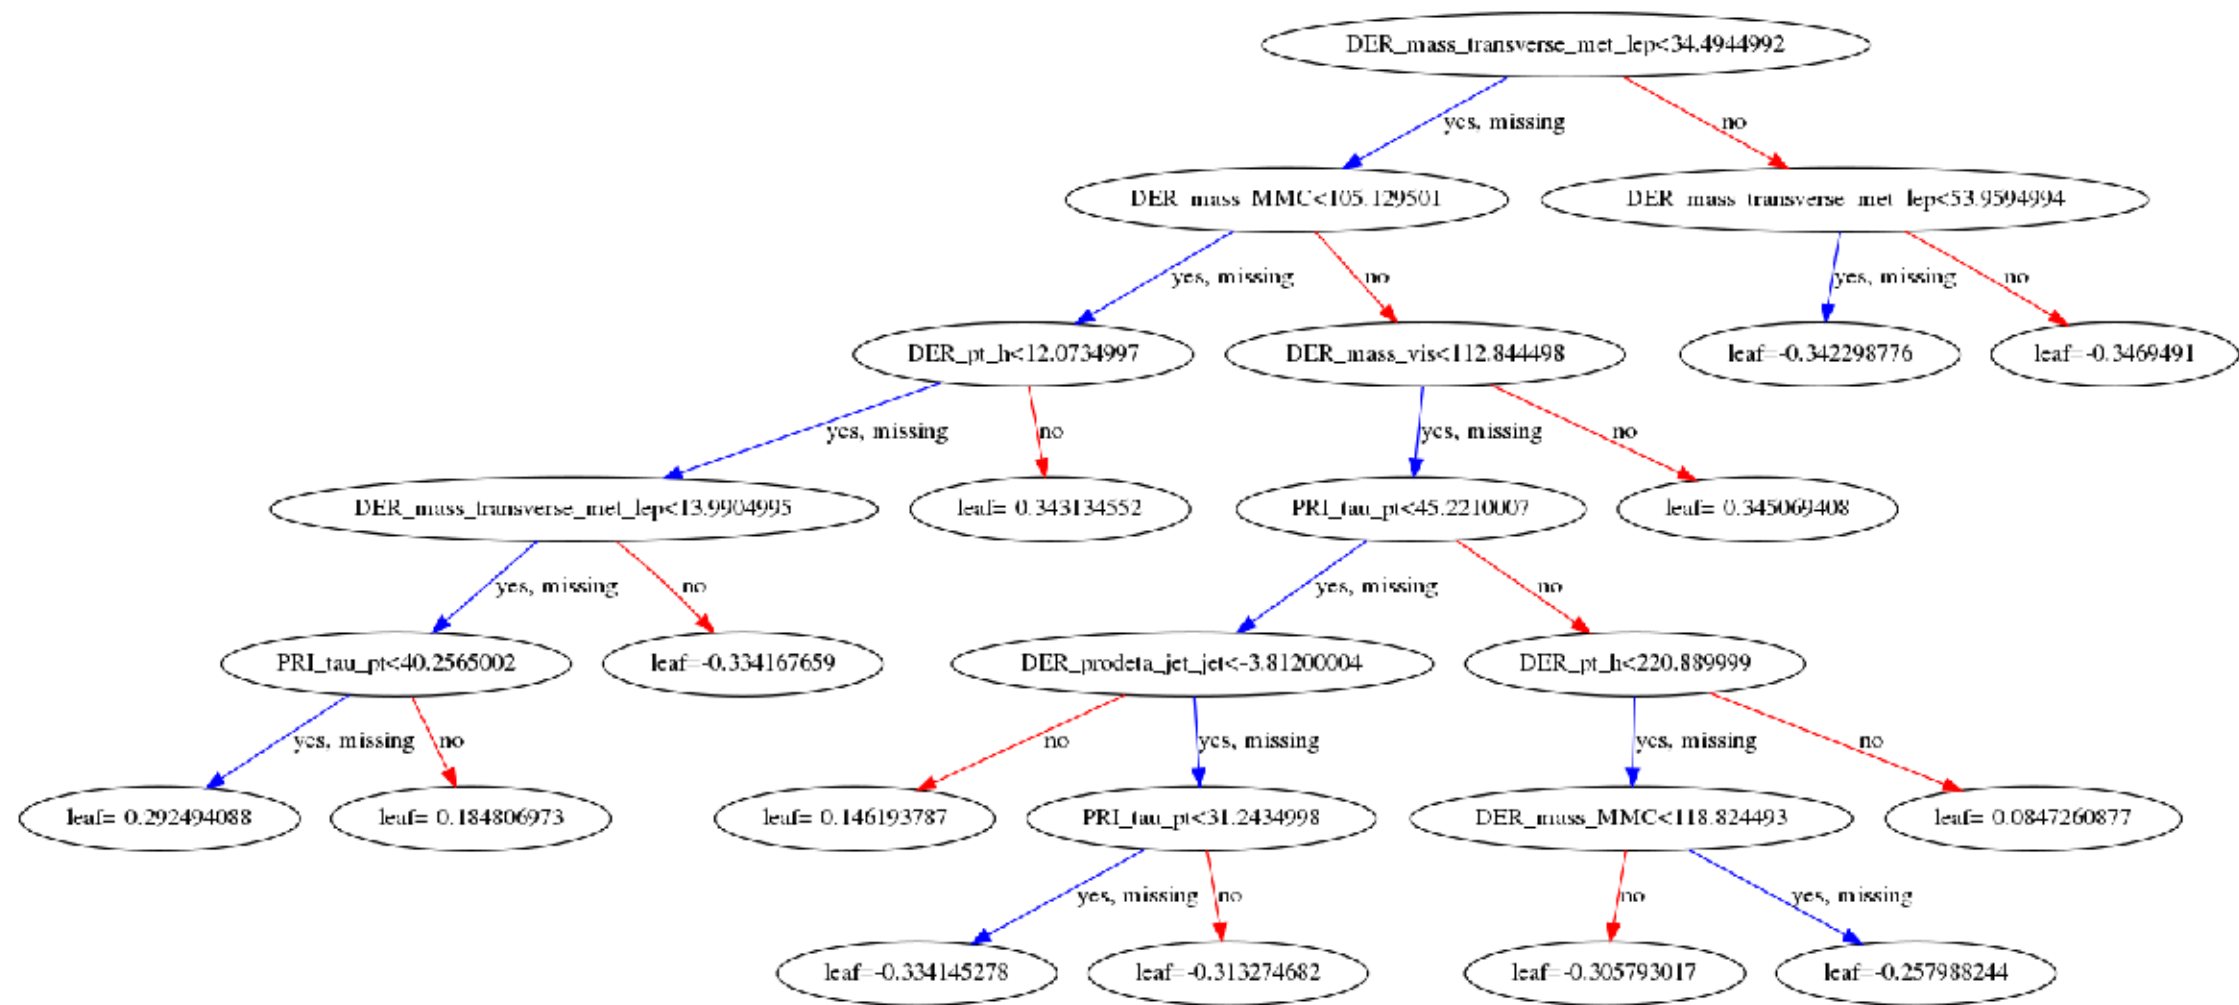 DER_mass_transverse_met_lep<34.4944992
yes, missing
no
DER_mass_MMC<105.129501
DER_mass_transverse_met_lep<53.9594994
yes, missing
no
yes, missing
no
DER_pt_h<12.0734997
DER_mass_vis<112.844498
leaf=-0.342298776
leaf=-0.3469491
yes, missing
no
yes, missing
no
DER_mass_transverse_met_lep<13.9904995
leaf= 0.343134552
PRI_tau_pt<45.2210007
leaf= 0.345069408
yes, missing
no
yes, missing
no
PRI_tau_pt<40.2565002
leaf=-0.334167659
DER_prodeta_jet_jet<-3.81200004
DER_pt_h<220.889999
yes, missing
no
no
yes, missing
yes, missing
no
leaf= 0.292494088
leaf= 0.184806973
leaf= 0.146193787
PRI_tau_pt<31.2434998
DER_mass_MMC<118.824493
leaf= 0.0847260877
yes, missing
no
no
yes, missing
leaf=-0.334145278
leaf=-0.313274682
leaf=-0.305793017
leaf=-0.257988244